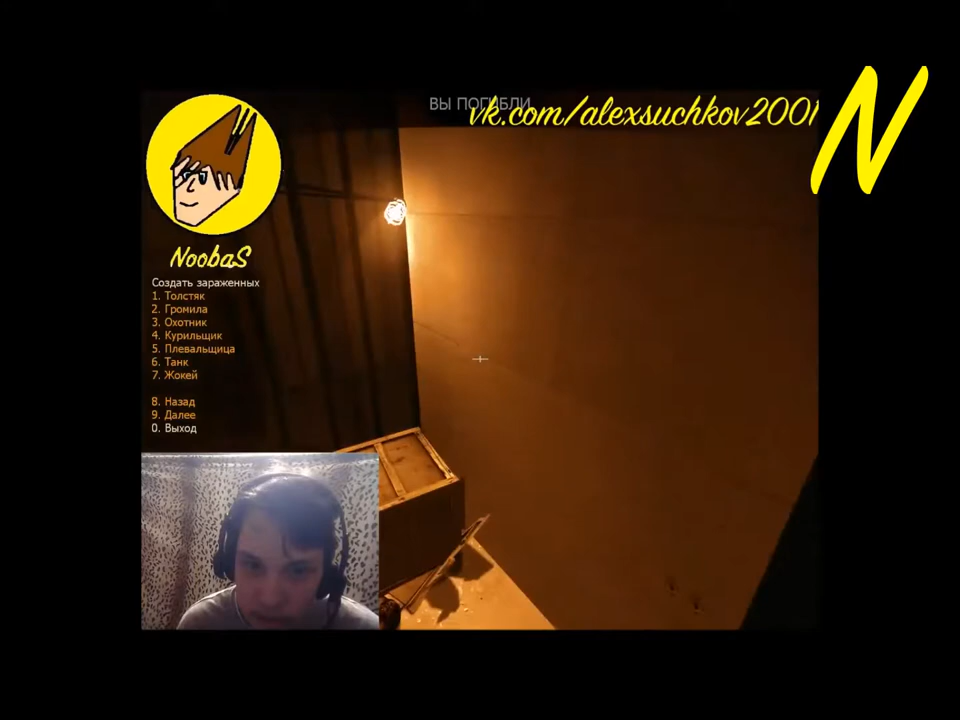 ВЫ ПОГИБЛИ
vk.com/alexsuchkov2001
N
NoobaS
Создать зараженных
1. Толстяк
2. Громила
3. Охотник
4. Курильщик
5. Плевальщица
6. Танк
7. Жокей
8. Назад
9. Далее
0. Выход